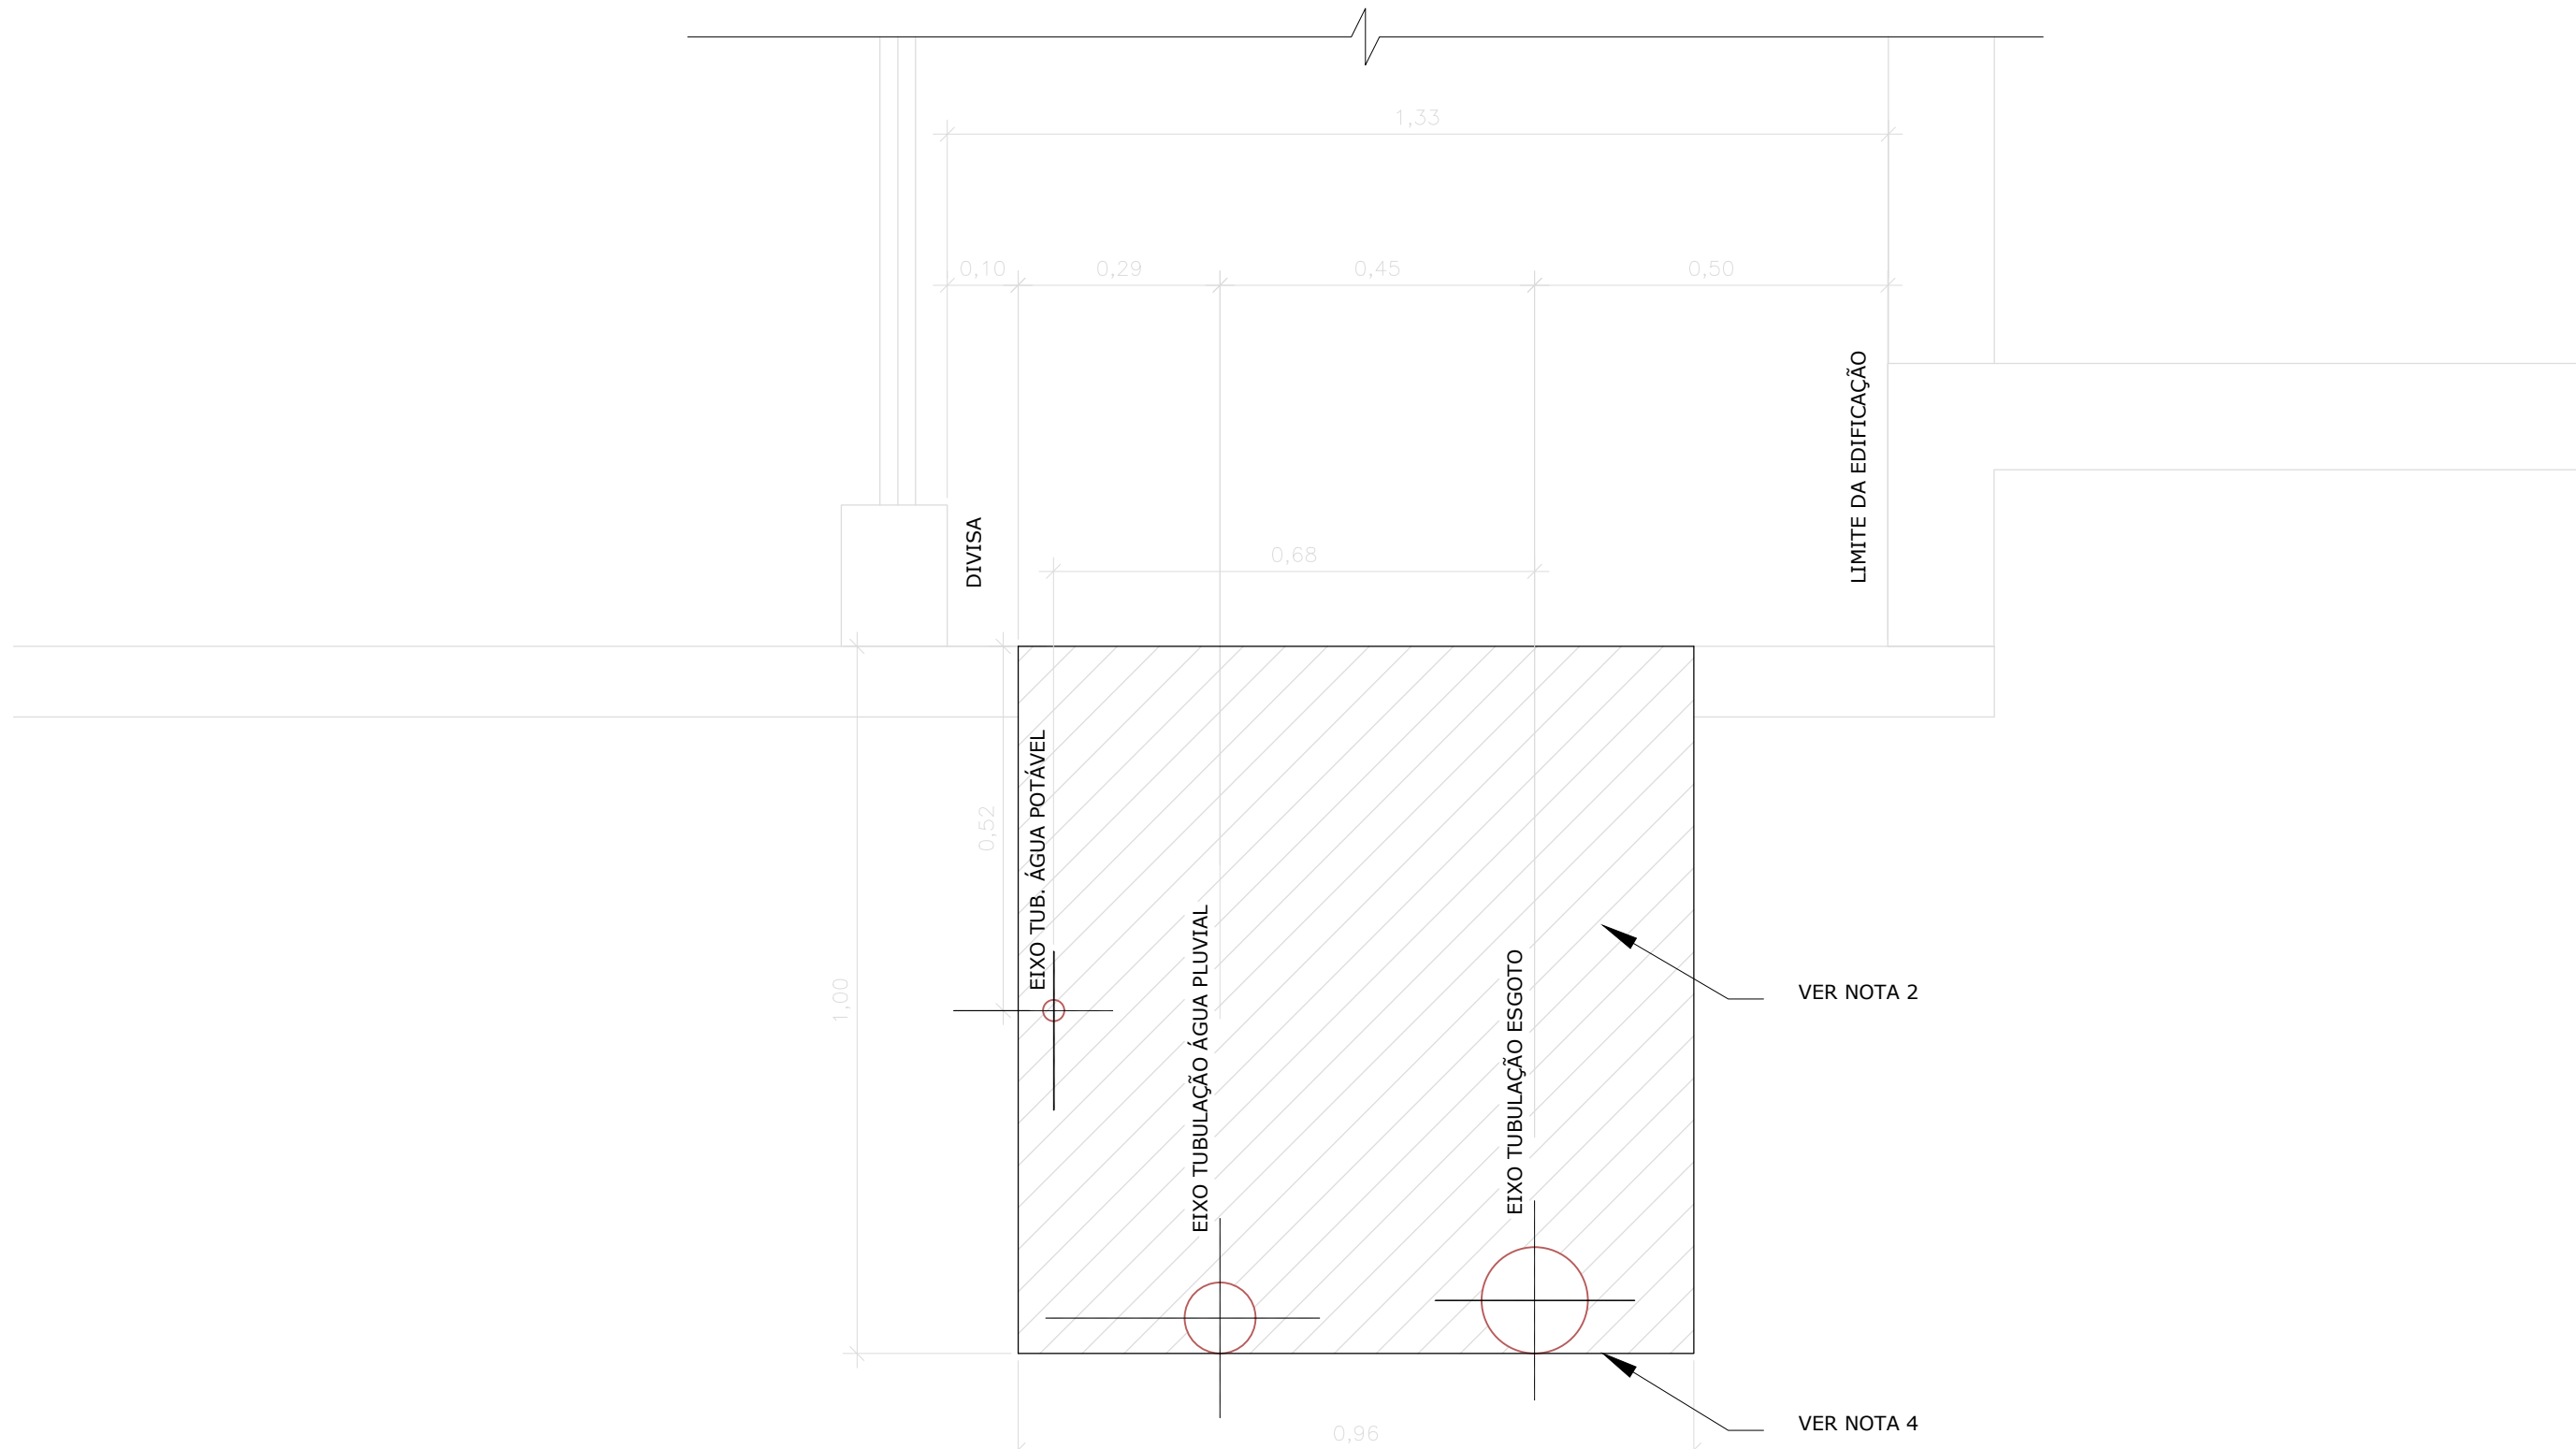 1,33
0,10
0,29
0,45
0,50
LIMITE DA EDIFICAÇÃO
DIVISA
0,68
EIXO TUB. ÁGUA POTÁVEL
0,52
EIXO TUBULAÇÃO ÁGUA PLUVIAL
EIXO TUBULAÇÃO ESGOTO
1,00
VER NOTA 2
VER NOTA 4
0,96